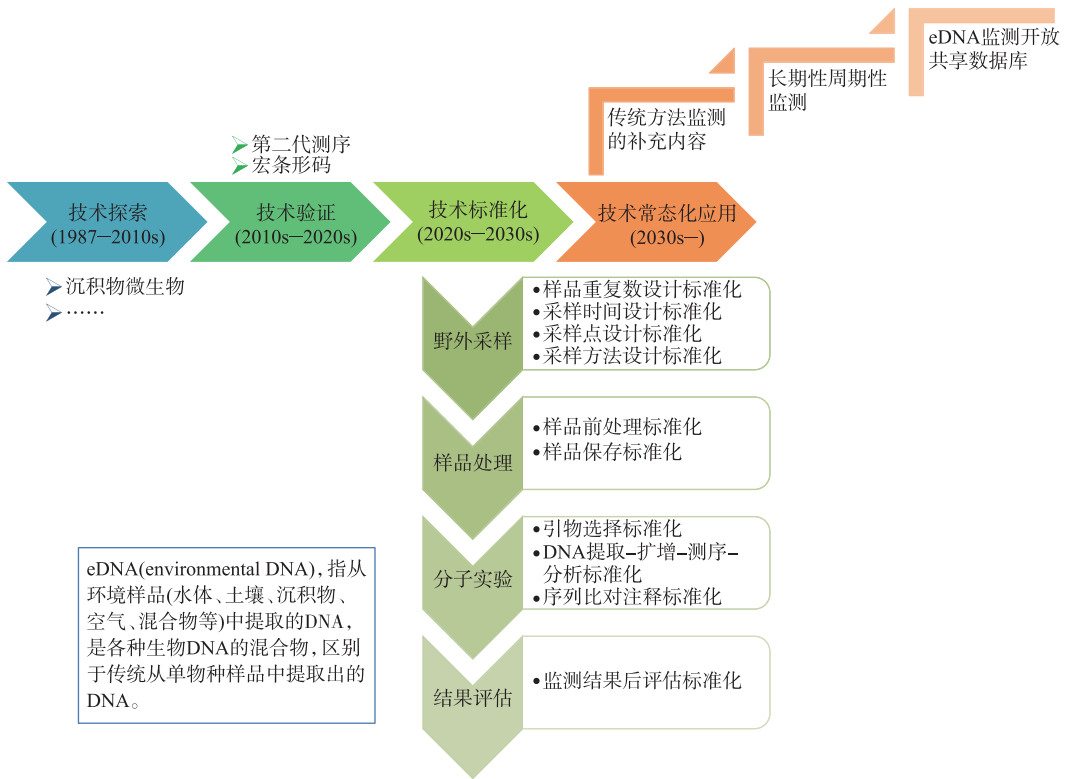 eDNA监测开放
共享数据库
长期性周期性
监测
传统方法监测
的补充内容
第二代测序
宏条形码
技术探索
(1987—2010s)
技术验证
(2010s—2020s)
技术标准化
(2020s—2030s)
技术常态化应用
(2030s—)
沉积物微生物
……
野外采样
•样品重复数设计标准化
•采样时间设计标准化
•采样点设计标准化
•采样方法设计标准化
样品处理
•样品前处理标准化
•样品保存标准化
分子实验
•引物选择标准化
•DNA提取–扩增–测序–
分析标准化
•序列比对注释标准化
结果评估
•监测结果后评估标准化
eDNA(environmental DNA),指从
环境样品(水体、土壤、沉积物、
空气、混合物等)中提取的DNA,
是各种生物DNA的混合物,区别
于传统从单物种样品中提取出的
DNA。